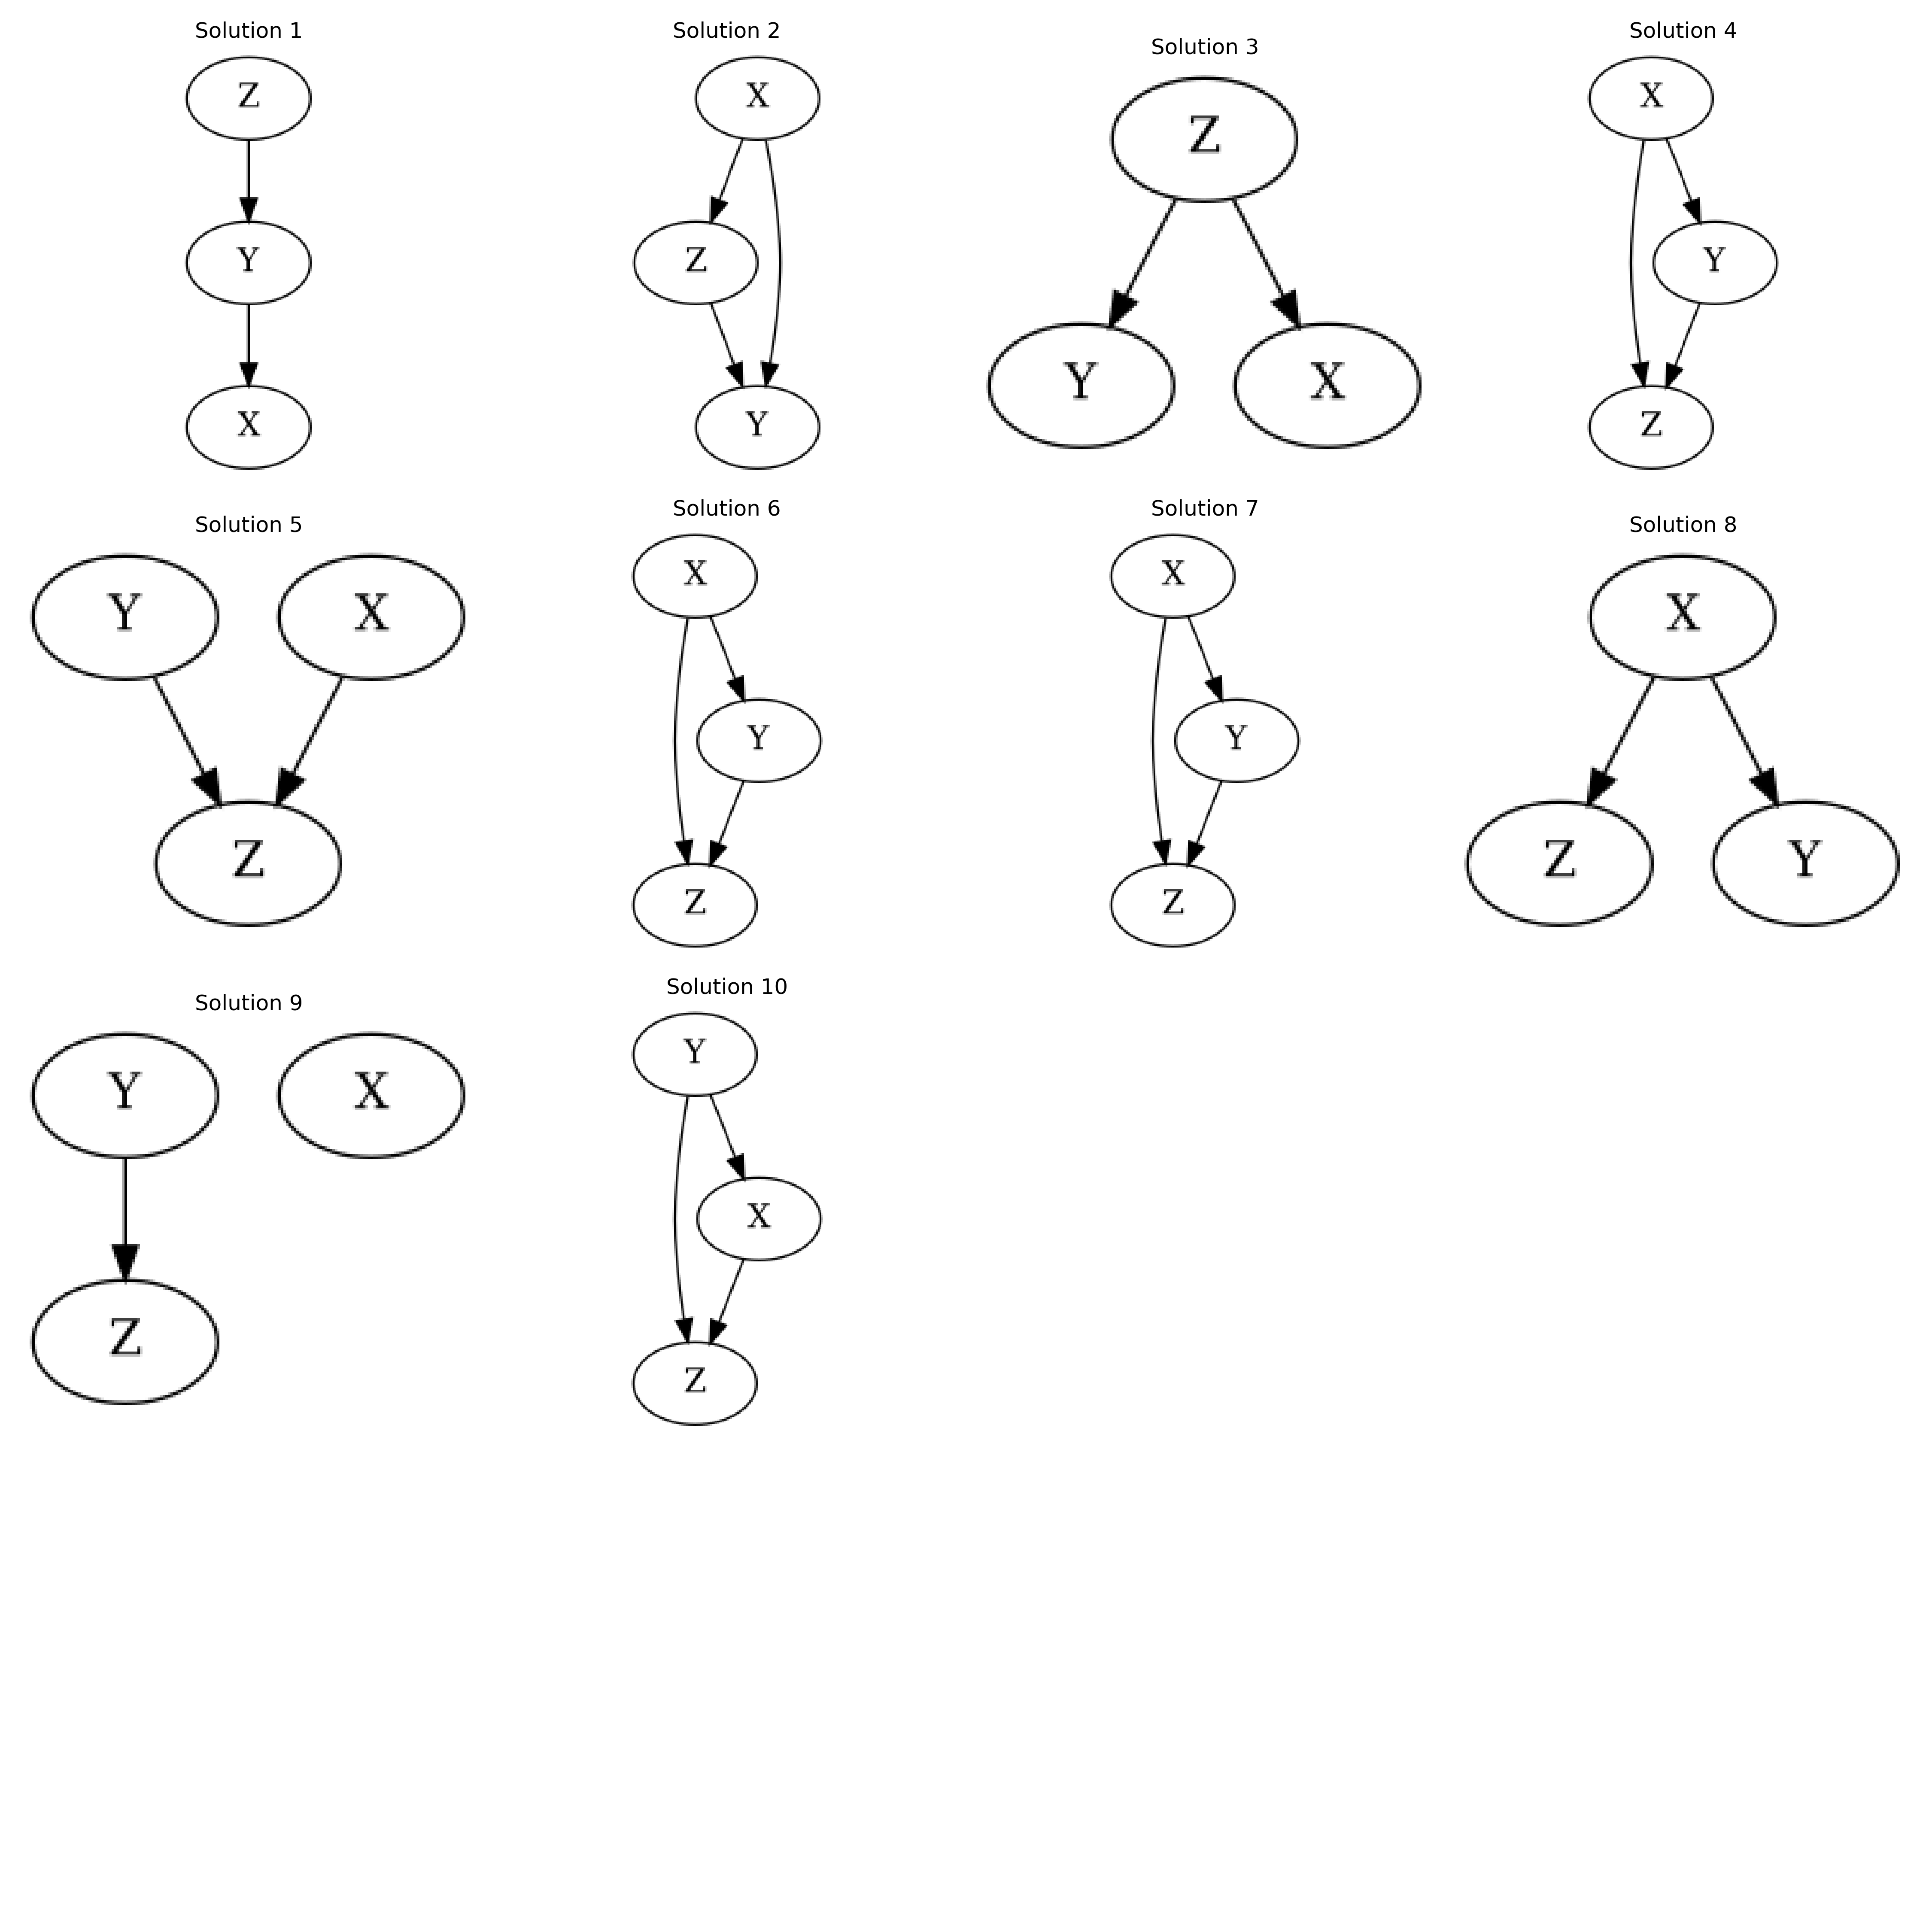 Solution 1
Z
Y
X
Solution 2
X
Z
Y
Solution 3
Z
Y X
Solution 4
X
Y
Z
Solution 5
Y X
Z
Solution 6
X
Y
Z
Solution 7
X
Y
Z
Solution 8
X
Z Y
Solution 9
Y X
Z
Solution 10
Y
X
Z